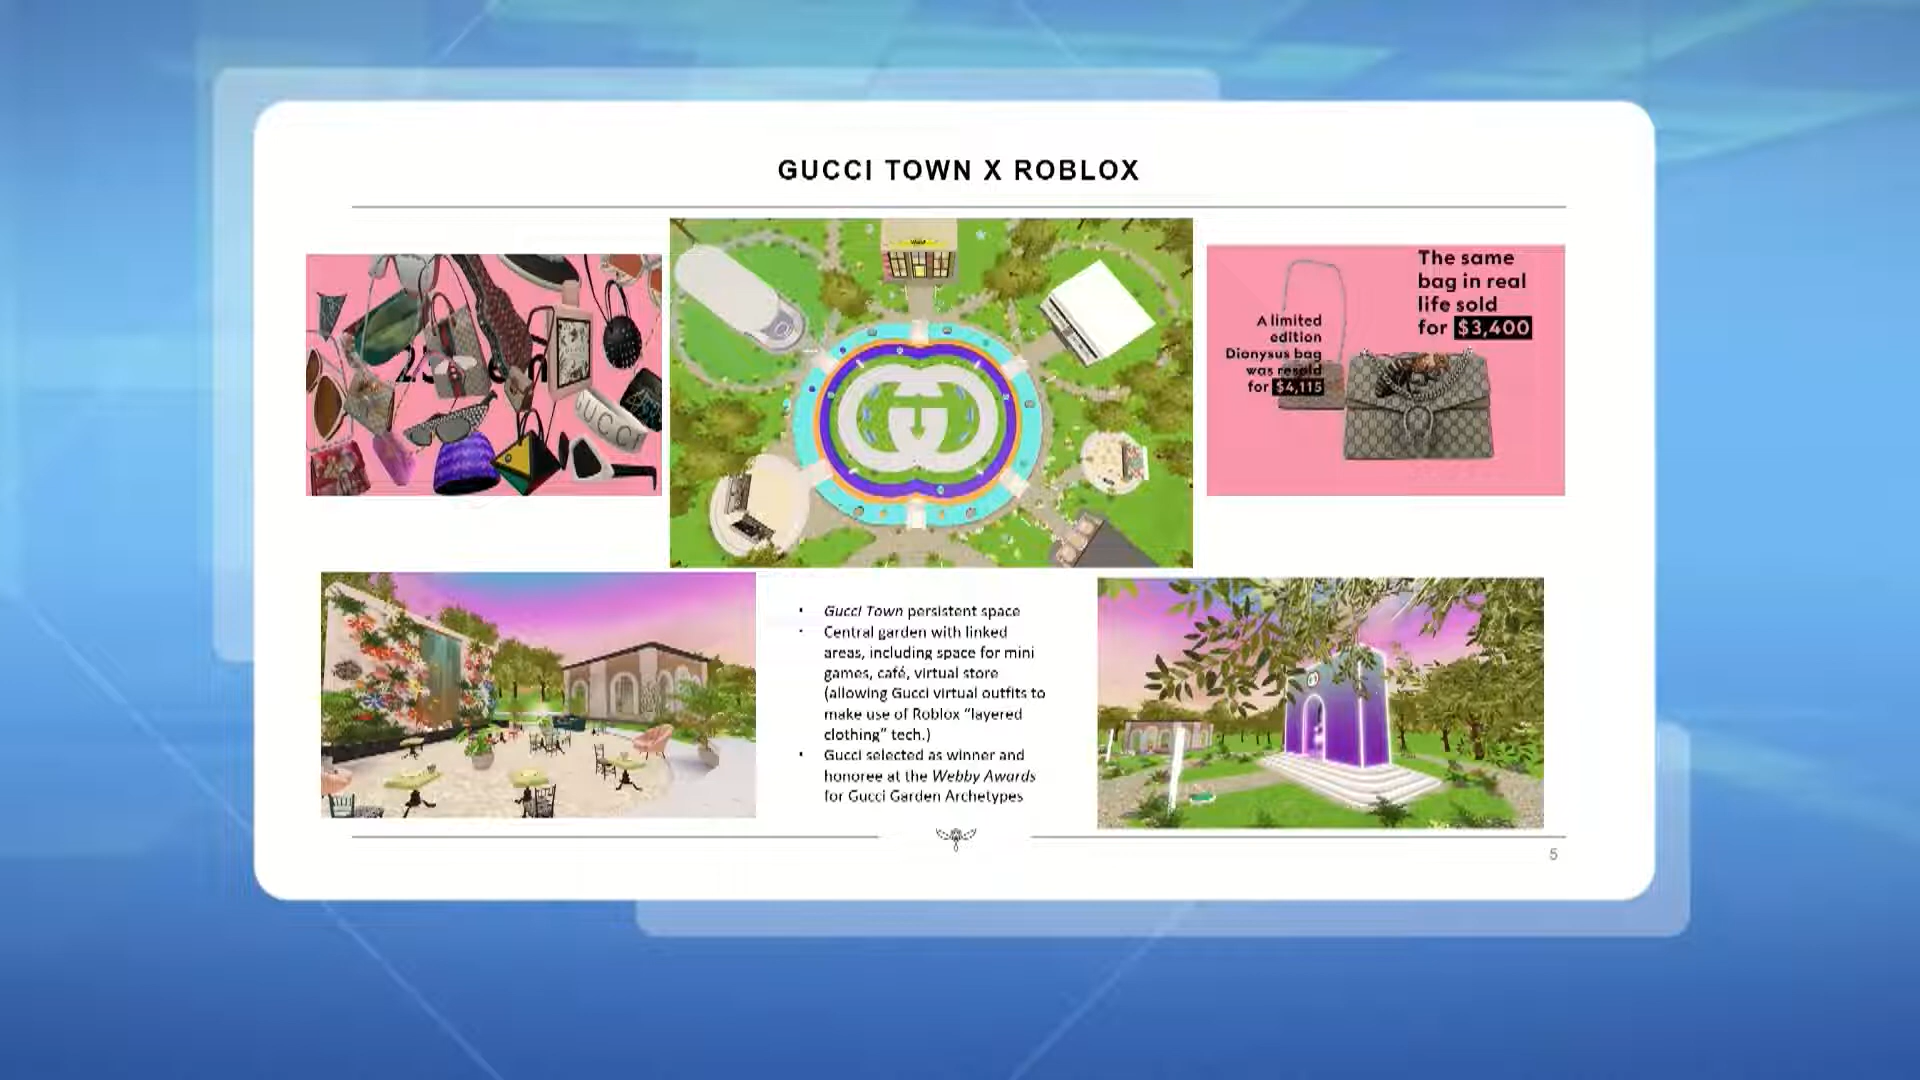 GUCCI TOWN X ROBLOX
GUCCI
A limited
edition
Dionysus bag
was resold
for $4,115
The same
bag in real
life sold
for $3,400
• Gucci Town persistent space
• Central garden with linked
areas, including space for mini
games, café, virtual store
(allowing Gucci virtual outfits to
make use of Roblox “layered
clothing” tech.)
• Gucci selected as winner and
honoree at the Webby Awards
for Gucci Garden Archetypes
5